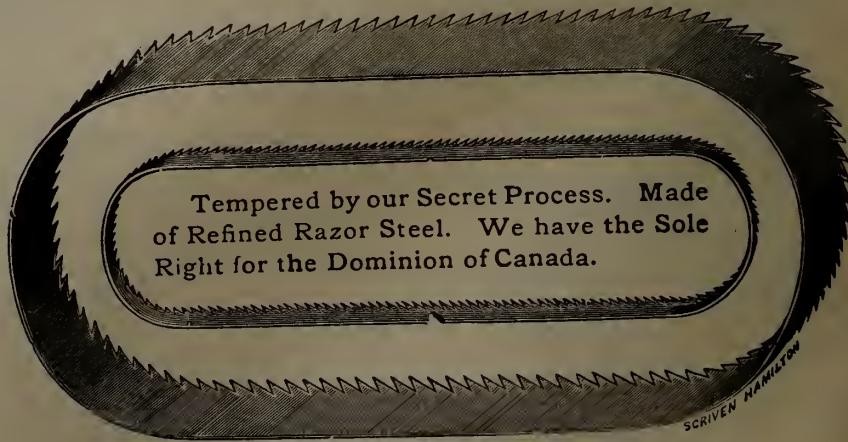 Tempered by our Secret Process. Made
of Refined Razor Steel. We have the Sole
Right for the Dominion of Canada.
SCRIVEN HAMILTON